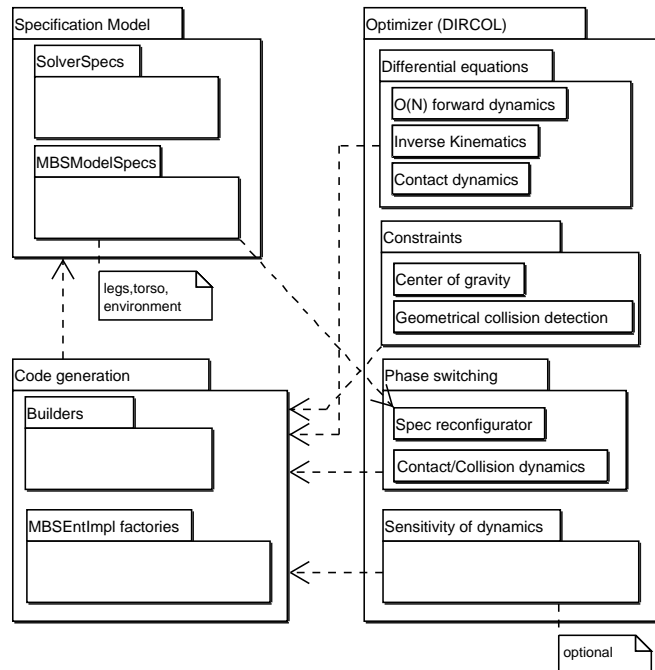 Specification Model
SolverSpecs
MBSModelSpecs
legs,torso,
environment
Code generation
Builders
MBSEntImpl factories
Optimizer (DIRCOL)
Differential equations
O(N) forward dynamics
Inverse Kinematics
Contact dynamics
Constraints
Center of gravity
Geometrical collision detection
Phase switching
Spec reconfigurator
Contact/Collision dynamics
Sensitivity of dynamics
optional